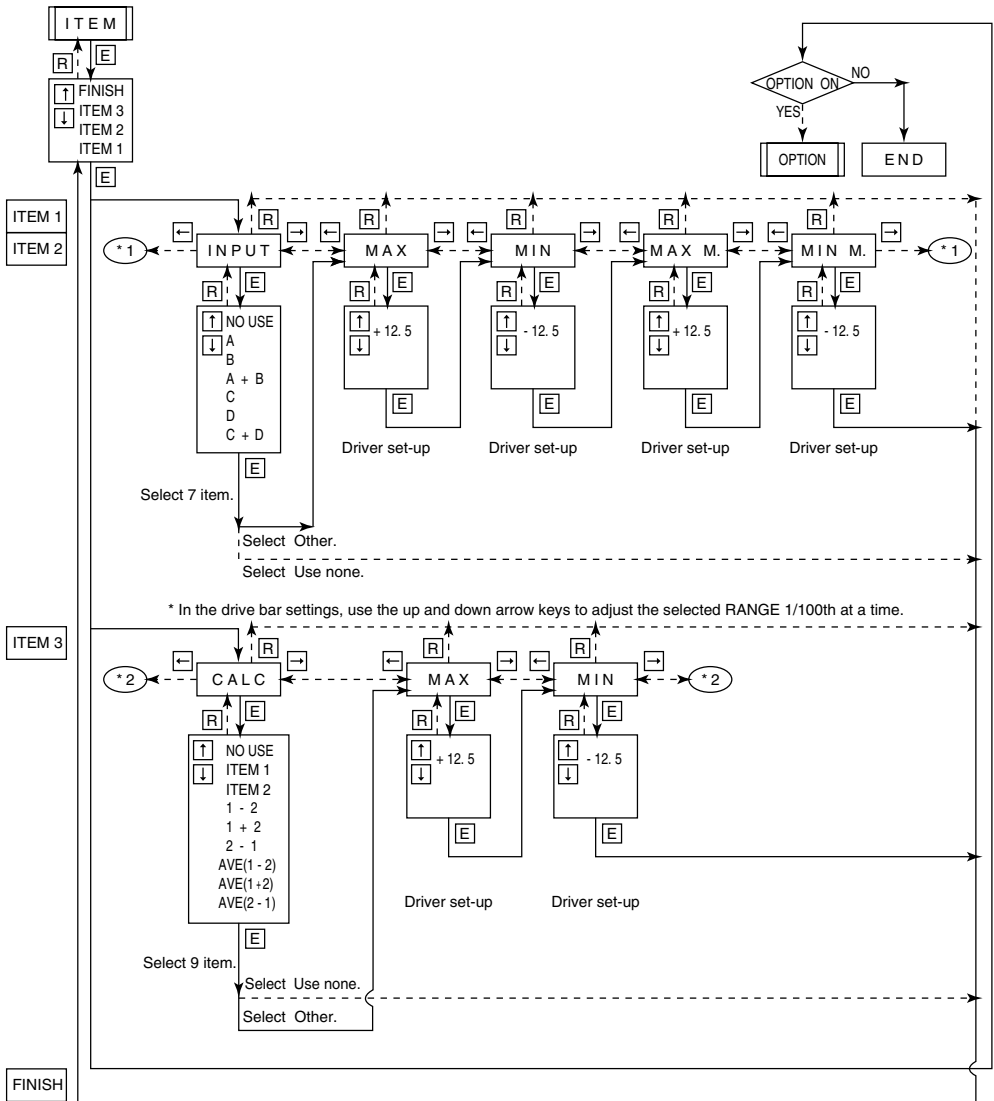 ITEM
R
E
↑
↓
FINISH
ITEM 3
ITEM 2
ITEM 1
E
OPTION ON
NO
YES
OPTION
END
ITEM 1
ITEM 2
*1
←
INPUT
R
→
MAX
R
←
→
MIN
R
←
→
MAX M.
R
←
→
MIN M.
R
←
→
*1
R
E
↑
↓
NO USE
A
B
A + B
C
D
C + D
E
R
E
↑
↓
+ 12. 5
E
Driver set-up
R
E
↑
↓
- 12. 5
E
Driver set-up
R
E
↑
↓
+ 12. 5
E
Driver set-up
R
E
↑
↓
- 12. 5
E
Driver set-up
Select 7 item.
Select Other.
Select Use none.
* In the drive bar settings, use the up and down arrow keys to adjust the selected RANGE 1/100th at a time.
ITEM 3
*2
←
CALC
R
→
←
MAX
R
→
←
MIN
R
→
*2
R
E
↑
↓
NO USE
ITEM 1
ITEM 2
1 - 2
1 + 2
2 - 1
AVE(1 - 2)
AVE(1+2)
AVE(2 - 1)
E
R
E
↑
↓
+ 12. 5
E
Driver set-up
R
E
↑
↓
- 12. 5
E
Driver set-up
Select 9 item.
Select Use none.
Select Other.
FINISH